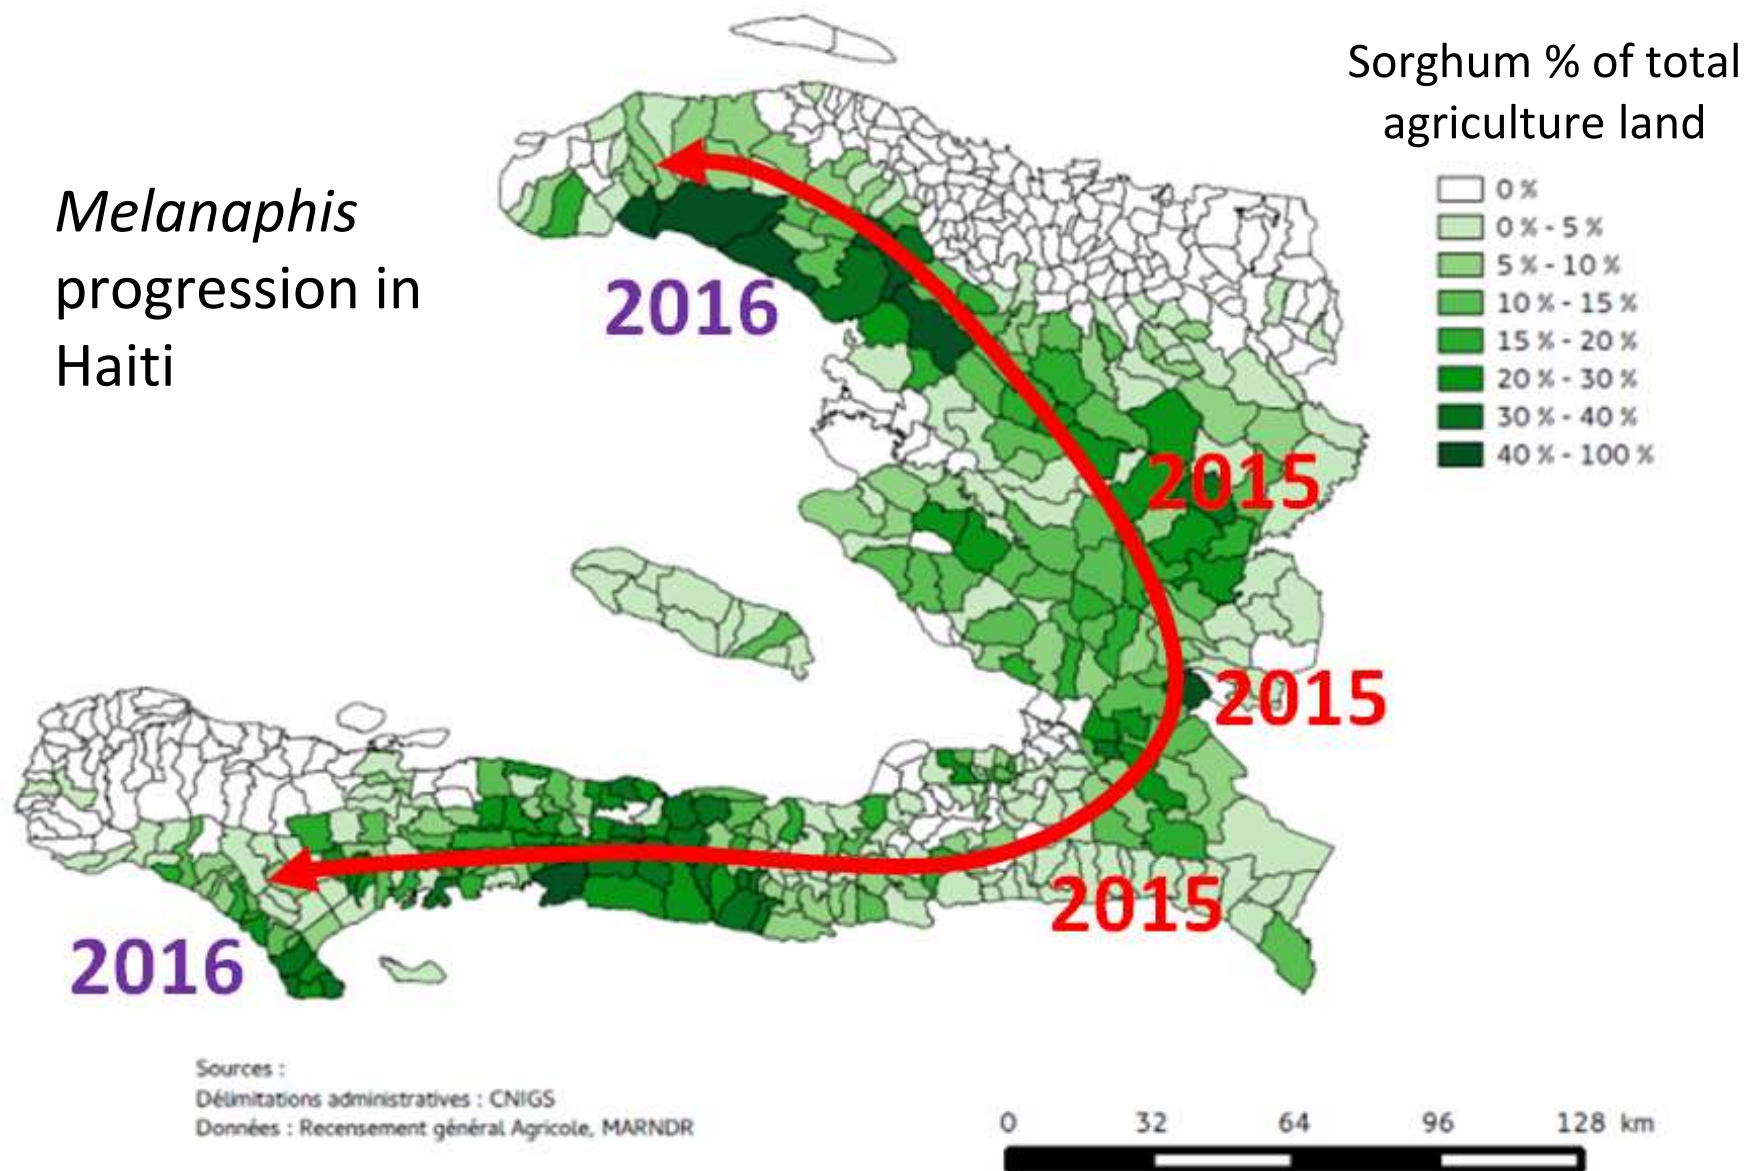 Melanaphis
progression in
Haiti
Sorghum % of total
agriculture land
0 %
0 % - 5 %
5 % - 10 %
10 % - 15 %
15 % - 20 %
20 % - 30 %
30 % - 40 %
40 % - 100 %
2016
2015
2015
2015
2016
Sources :
Délimitations administratives : CNIGS
Données : Recensement général Agricole, MARNDR
0 32 64 96 128 km